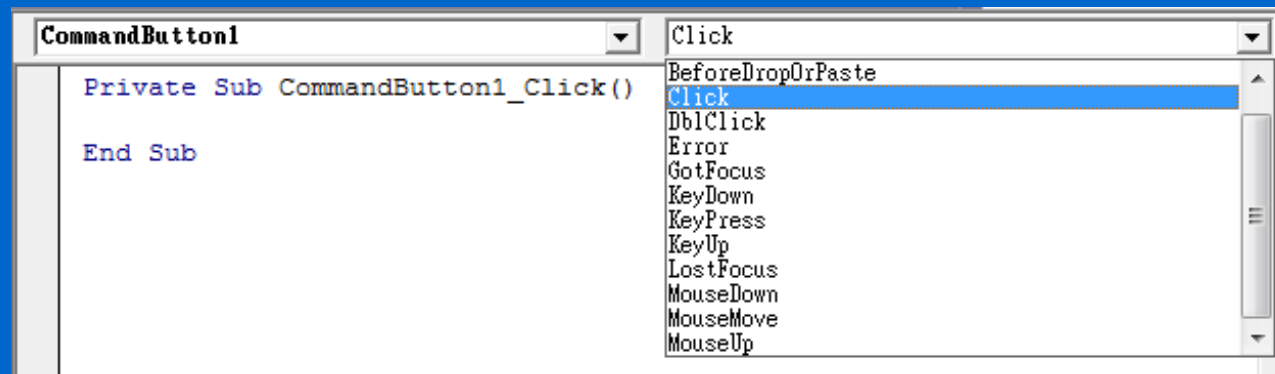 CommandButton1
Click
Private Sub CommandButton1_Click()
End Sub
BeforeDropOrPaste
Click
DblClick
Error
GotFocus
KeyDown
KeyPress
KeyUp
LostFocus
MouseDown
MouseMove
MouseUp